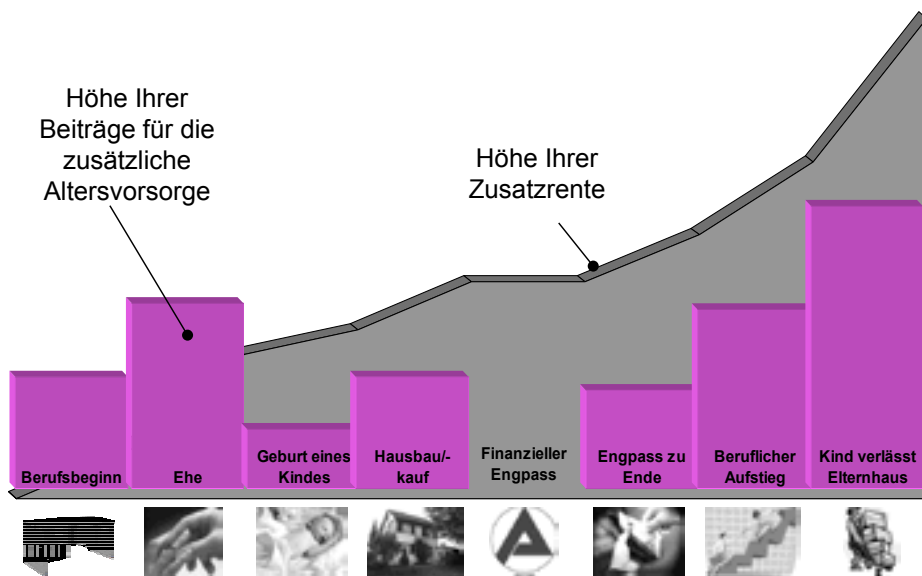 Höhe Ihrer
Beiträge für die
zusätzliche
Altersvorsorge
Höhe Ihrer
Zusatzrente
Berufsbeginn
Ehe
Geburt eines
Kindes
Hausbau/-
kauf
Finanzieller
Engpass
Engpass zu
Ende
Beruflicher
Aufstieg
Kind verlässt
Elternhaus